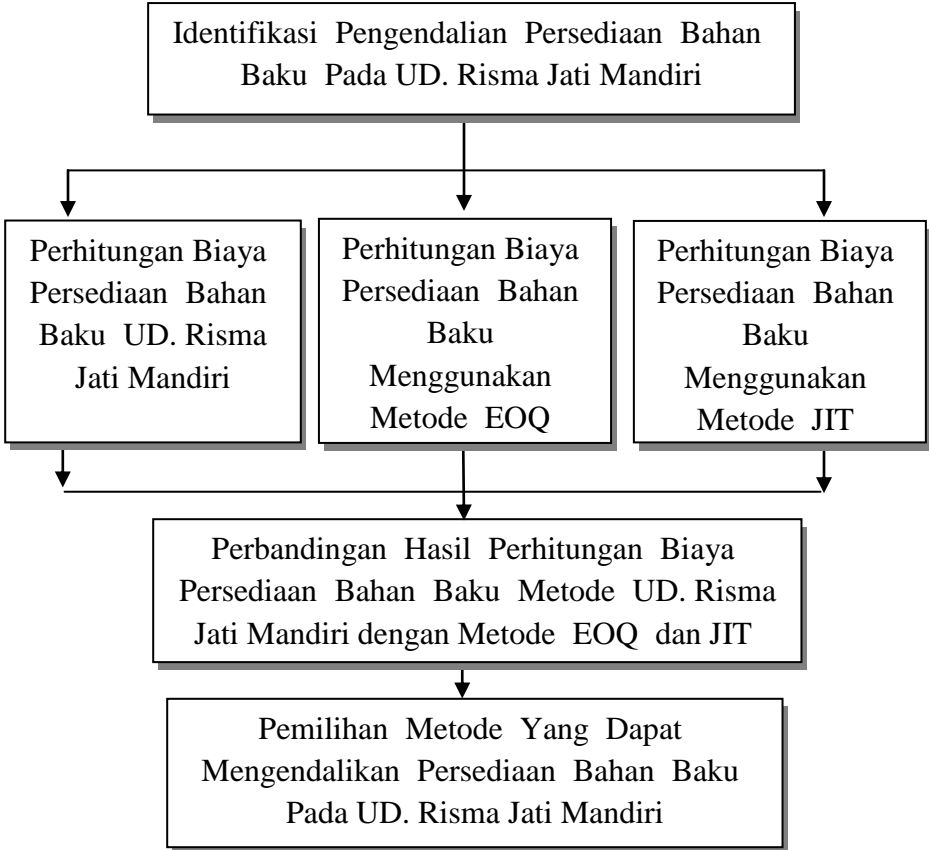 Identifikasi Pengendalian Persediaan Bahan
Baku Pada UD. Risma Jati Mandiri
Perhitungan Biaya
Persediaan Bahan
Baku UD. Risma
Jati Mandiri
Perhitungan Biaya
Persediaan Bahan
Baku
Menggunakan
Metode EOQ
Perhitungan Biaya
Persediaan Bahan
Baku
Menggunakan
Metode JIT
Perbandingan Hasil Perhitungan Biaya
Persediaan Bahan Baku Metode UD. Risma
Jati Mandiri dengan Metode EOQ dan JIT
Pemilihan Metode Yang Dapat
Mengendalikan Persediaan Bahan Baku
Pada UD. Risma Jati Mandiri